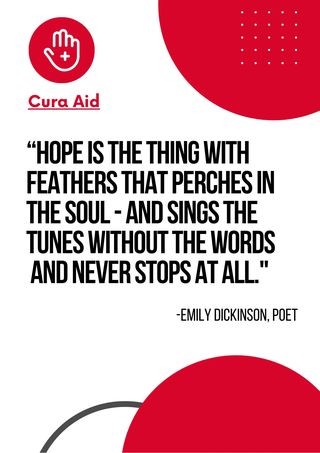 Cura Aid
“HOPE IS THE THING WITH
FEATHERS THAT PERCHES IN
THE SOUL - AND SINGS THE
TUNES WITHOUT THE WORDS
AND NEVER STOPS AT ALL."
-EMILY DICKINSON, POET